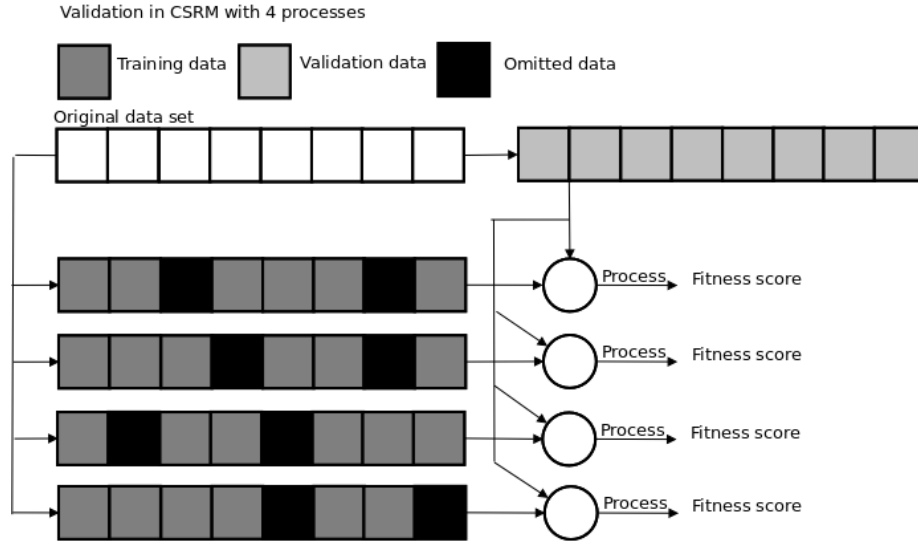 Validation in CSRM with 4 processes
Training data
Validation data
Omitted data
Original data set
Process
Fitness score
Process
Fitness score
Process
Fitness score
Process
Fitness score